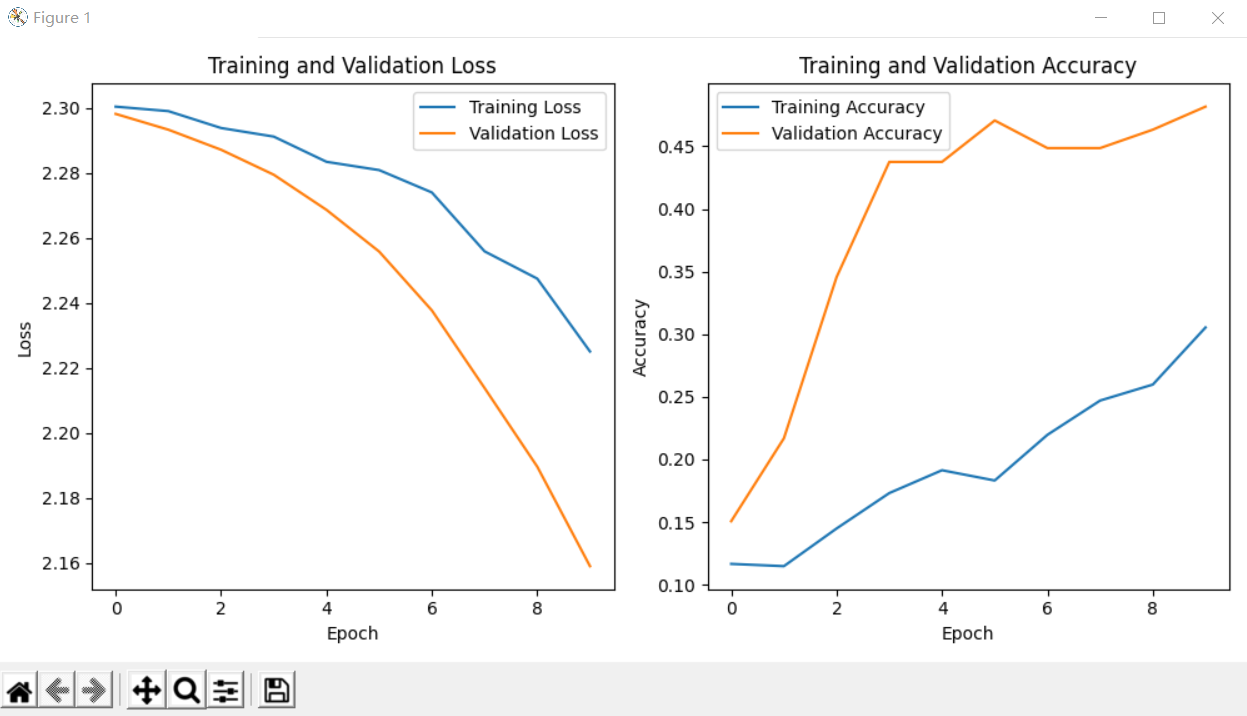 Figure 1
Training and Validation Loss
Training Loss
Validation Loss
2.30
2.28
2.26
2.24
2.22
2.20
2.18
2.16
Loss
0 2 4 6 8
Epoch
Training and Validation Accuracy
Training Accuracy
Validation Accuracy
0.45
0.40
0.35
0.30
0.25
0.20
0.15
0.10
Accuracy
0 2 4 6 8
Epoch